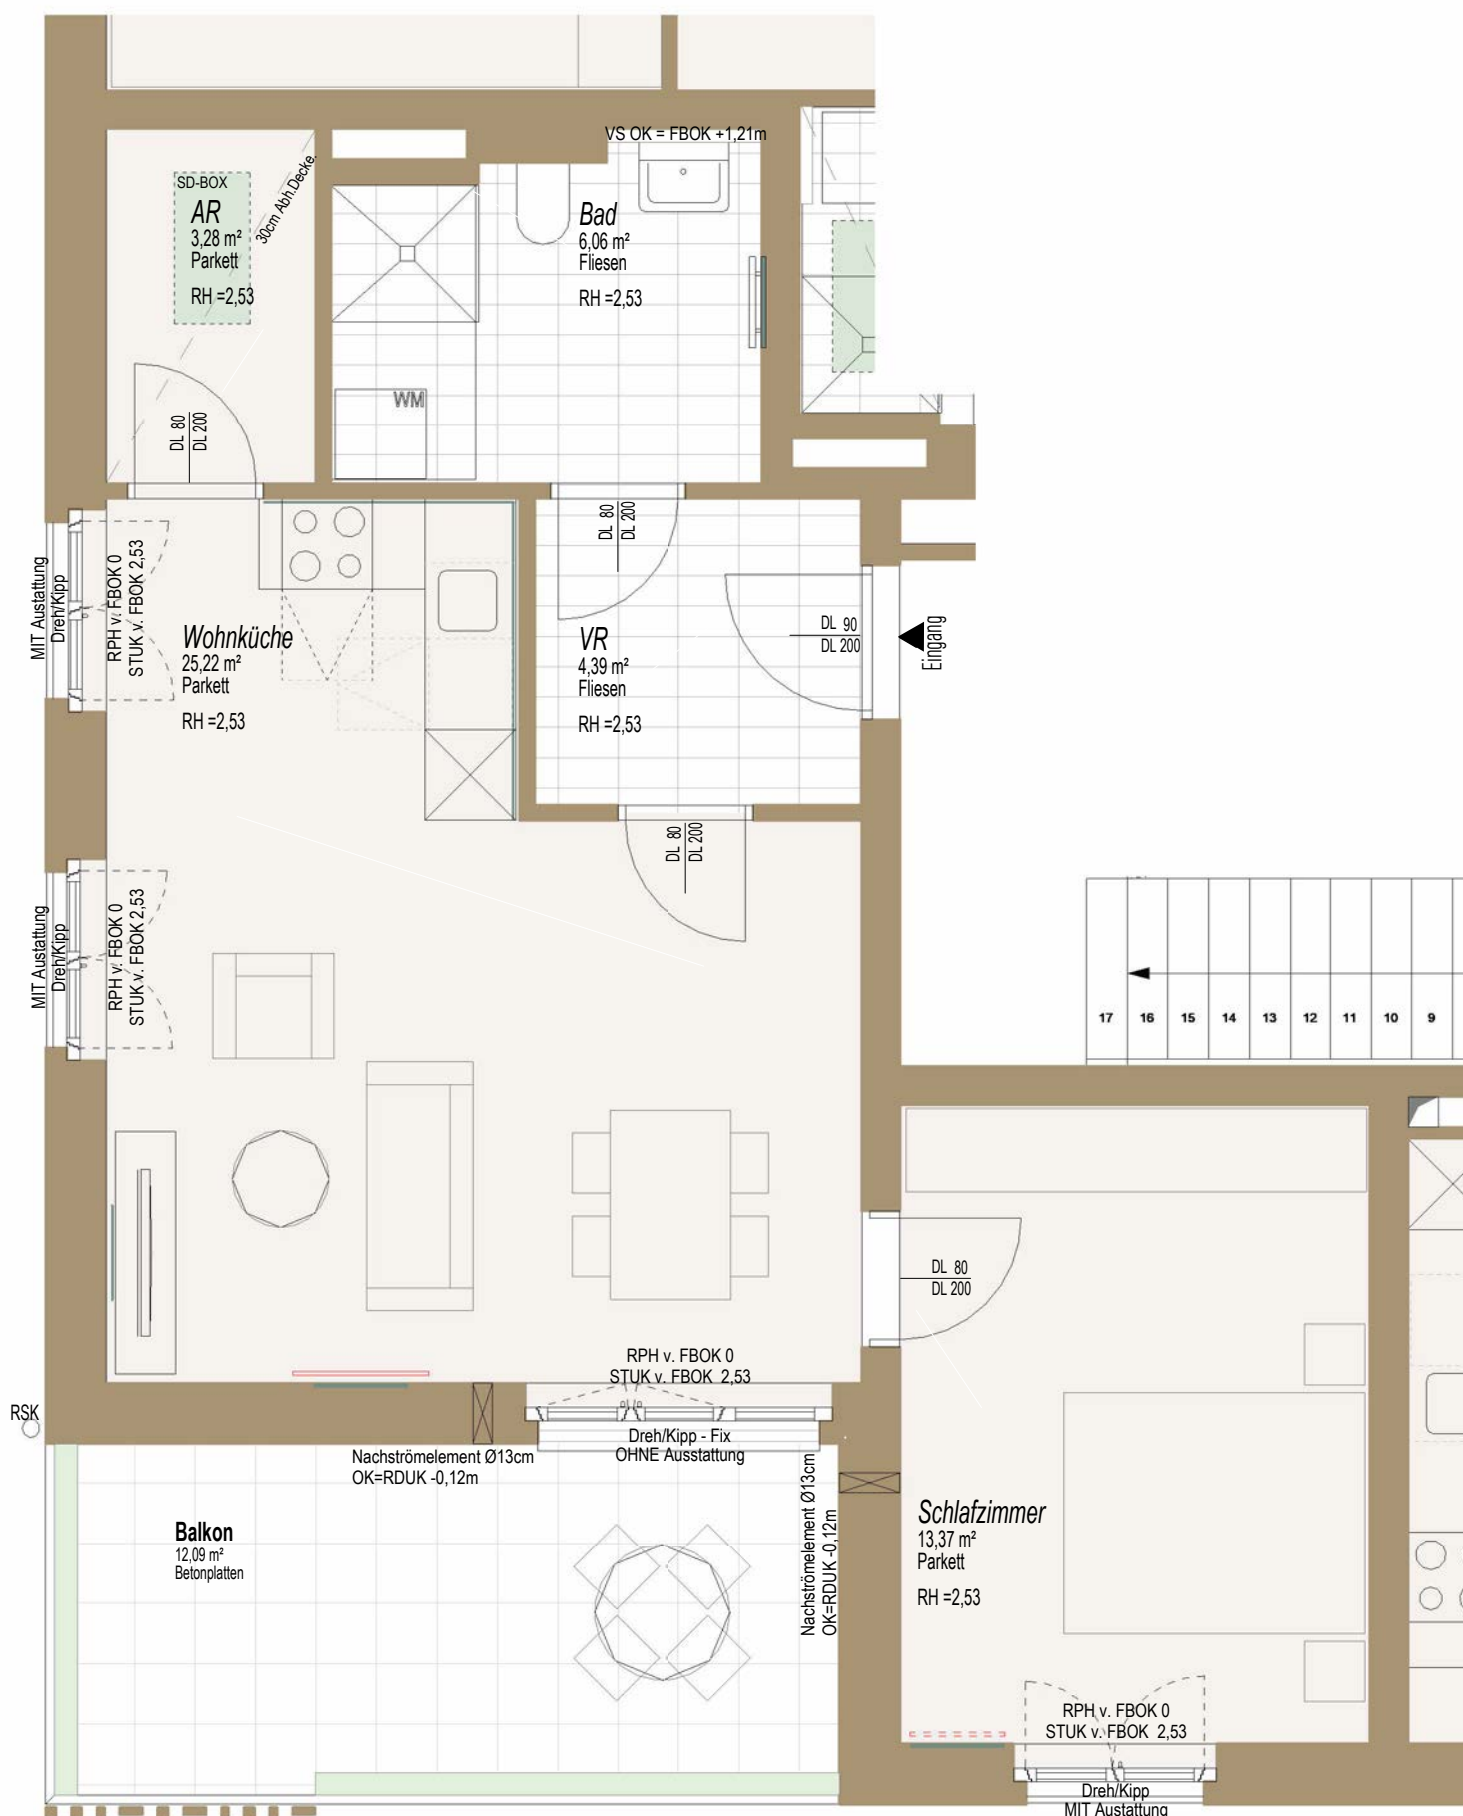 VS OK = FBOK +1,21m
SD-BOX
AR
3,28 m²
Parkett
RH =2,53
30cm Abh.Decke.
Bad
6,06 m²
Fliesen
RH =2,53
WM
DL 80
DL 200
DL 80
DL 200
MIT Austattung
Dreh/Kipp
RPH v. FBOK 0
STUK v. FBOK 2,53
Wohnküche
25,22 m²
Parkett
RH =2,53
VR
4,39 m²
Fliesen
RH =2,53
DL 90
DL 200
Eingang
DL 80
DL 200
MIT Austattung
Dreh/Kipp
RPH v. FBOK 0
STUK v. FBOK 2,53
17 16 15 14 13 12 11 10 9
DL 80
DL 200
RPH v. FBOK 0
STUK v. FBOK 2,53
RSK
Dreh/Kipp - Fix
OHNE Ausstattung
Nachströmelement Ø13cm
OK=RDUK -0,12m
Nachströmelement Ø13cm
OK=RDUK -0,12m
Balkon
12,09 m²
Betonplatten
Schlafzimmer
13,37 m²
Parkett
RH =2,53
RPH v. FBOK 0
STUK v. FBOK 2,53
Dreh/Kipp
MIT Austattung